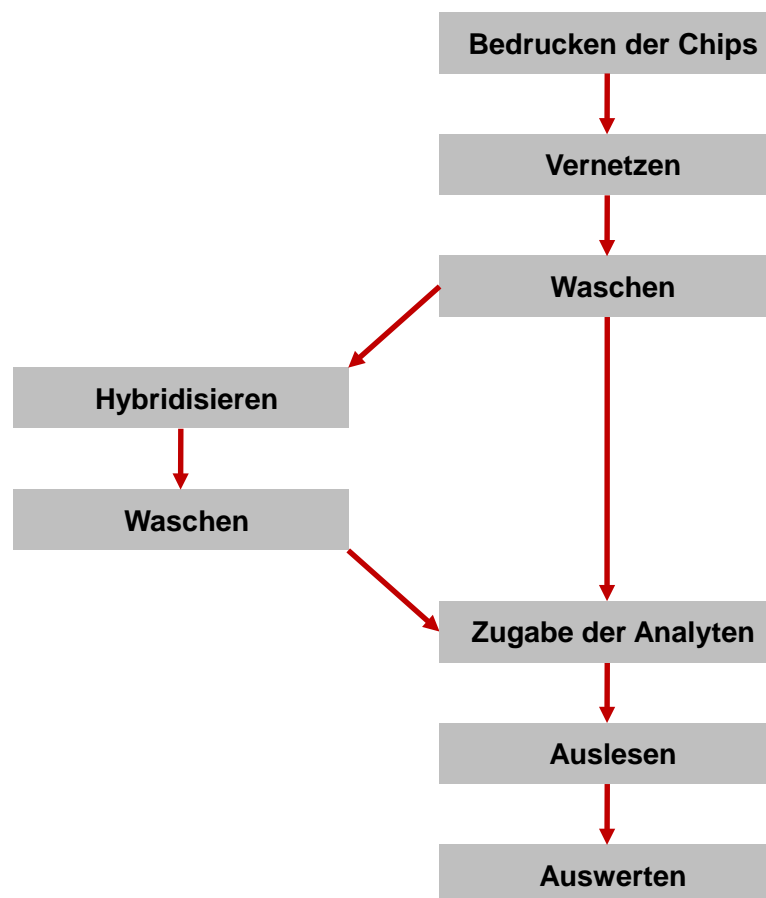 Bedrucken der Chips
Vernetzen
Waschen
Hybridisieren
Waschen
Zugabe der Analyten
Auslesen
Auswerten